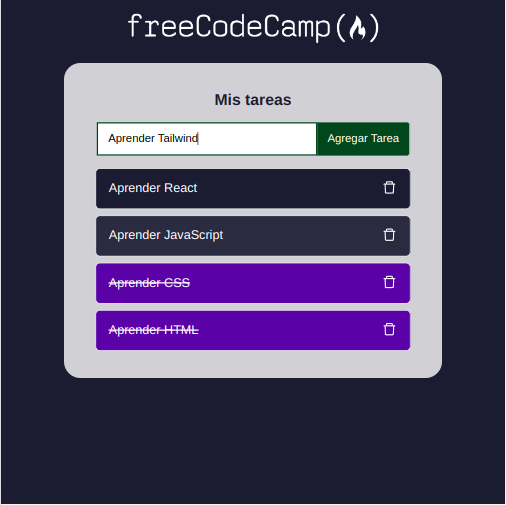 freeCodeCamp(🔥)
Mis tareas
Aprender Tailwind
Agregar Tarea
Aprender React
Aprender JavaScript
Aprender CSS
Aprender HTML